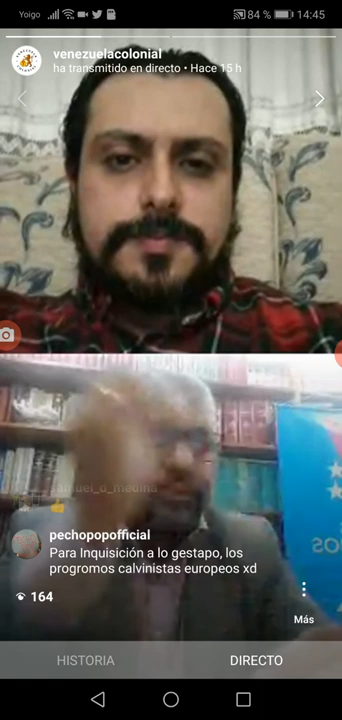 Yoigo 84 % 14:45
venezuelacolonial
ha transmitido en directo • Hace 15 h
samuel_d_medina
pechopopofficial
Para Inquisición a lo gestapo, los
progromos calvinistas europeos xd
164
Más
HISTORIA DIRECTO